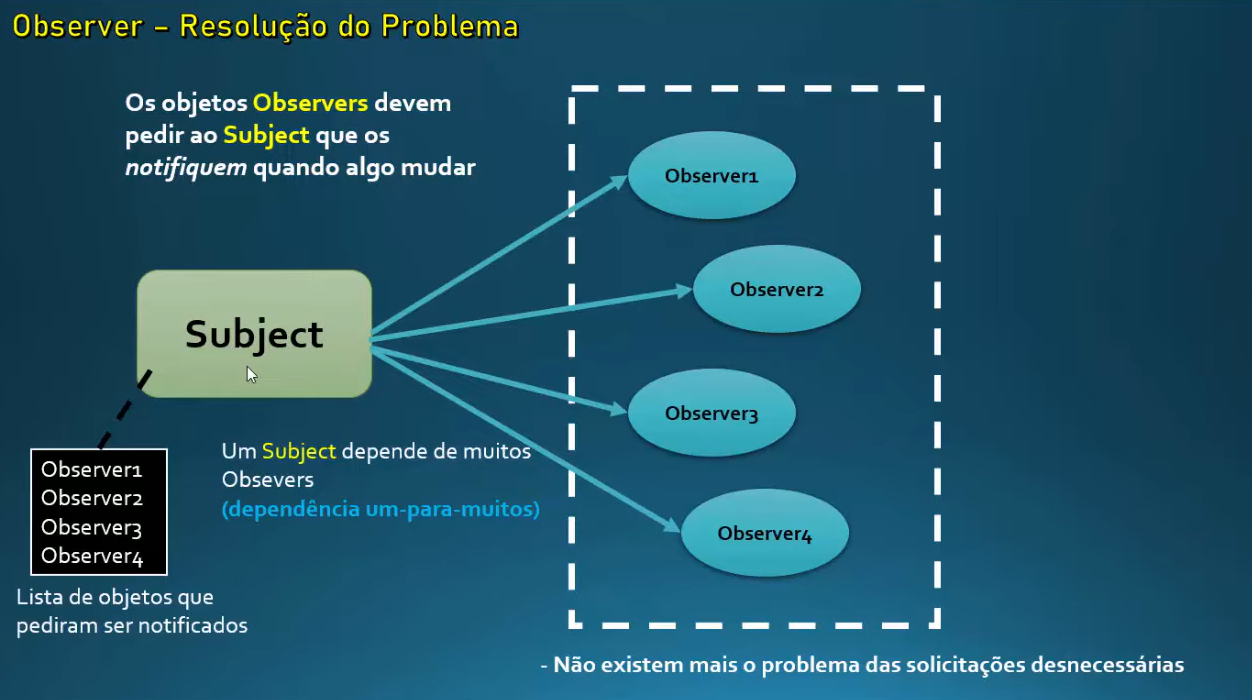 Observer – Resolução do Problema
Os objetos Observers devem
pedir ao Subject que os
notifiquem quando algo mudar
Observer1
Observer2
Subject
Observer3
Um Subject depende de muitos
Obsevers
(dependência um-para-muitos)
Observer4
Observer1
Observer2
Observer3
Observer4
Lista de objetos que
pediram ser notificados
- Não existem mais o problema das solicitações desnecessárias